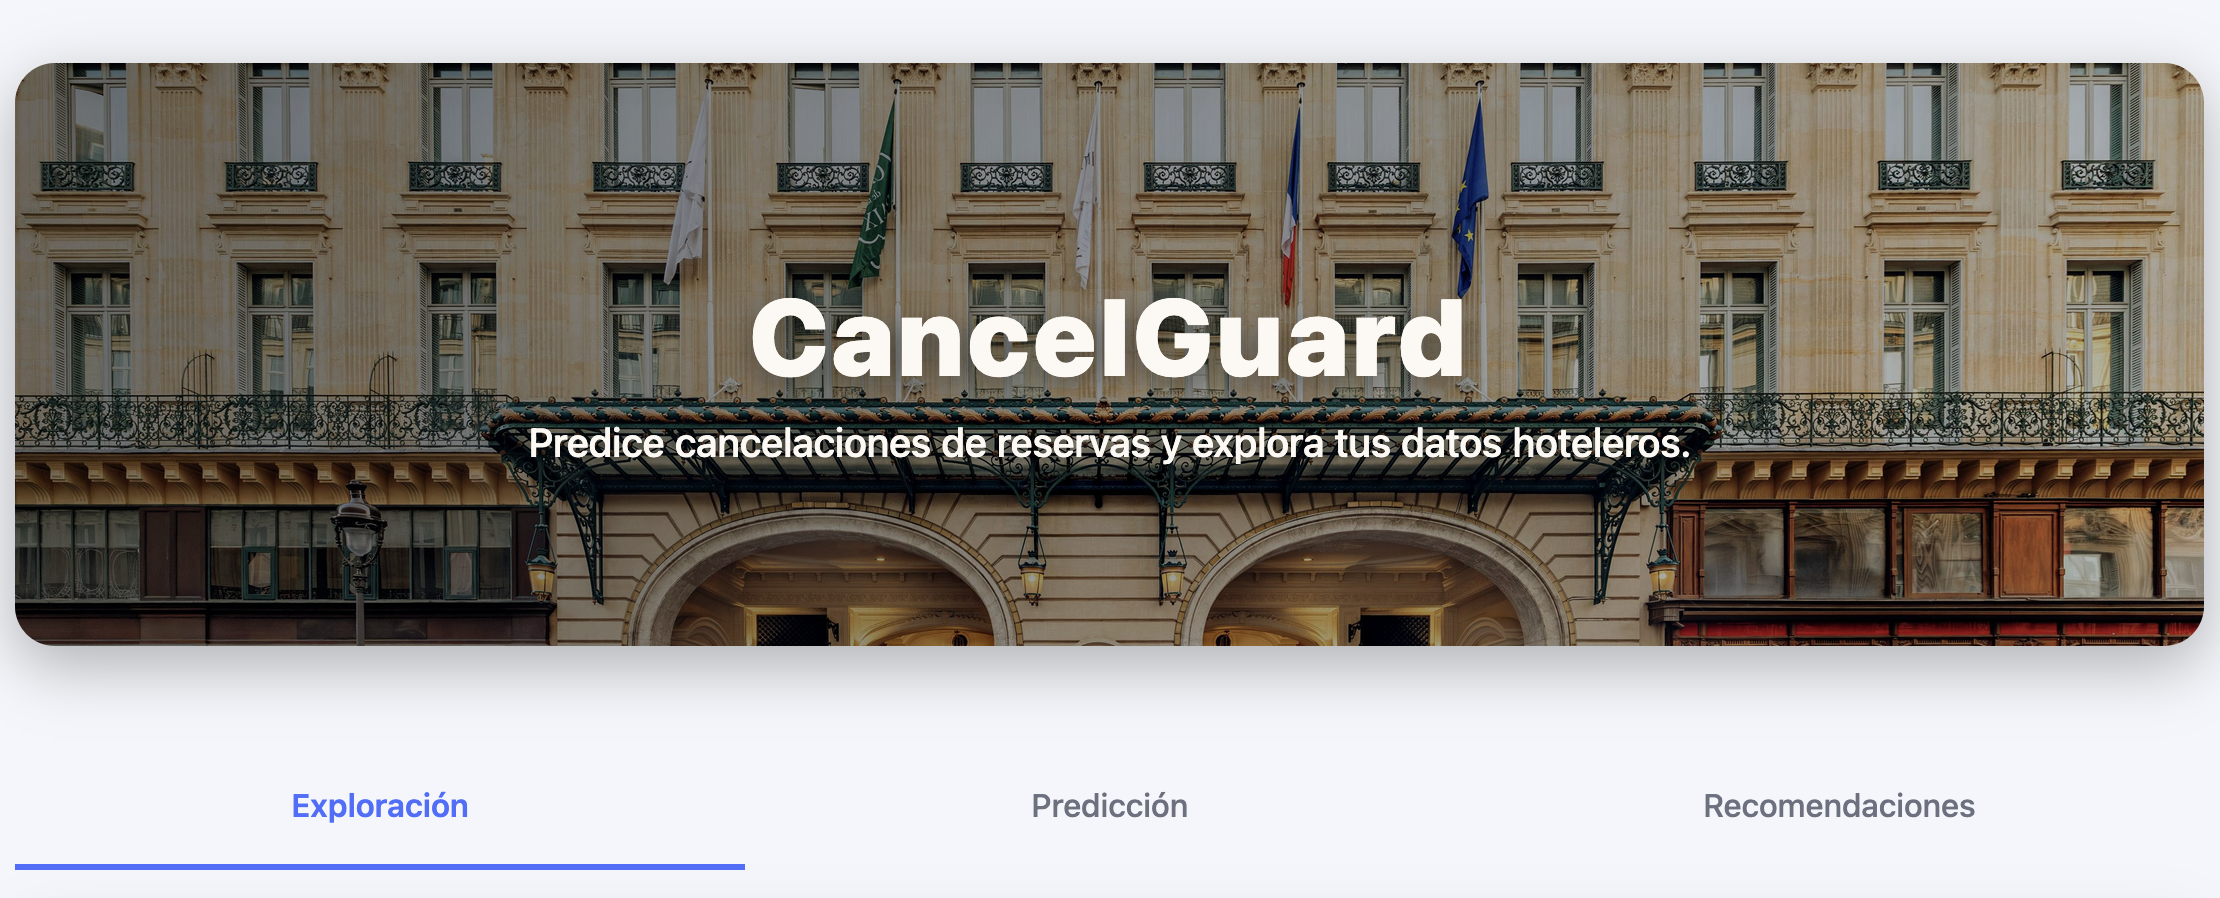 CancelGuard
Predice cancelaciones de reservas y explora tus datos hoteleros.
Exploración
Predicción
Recomendaciones